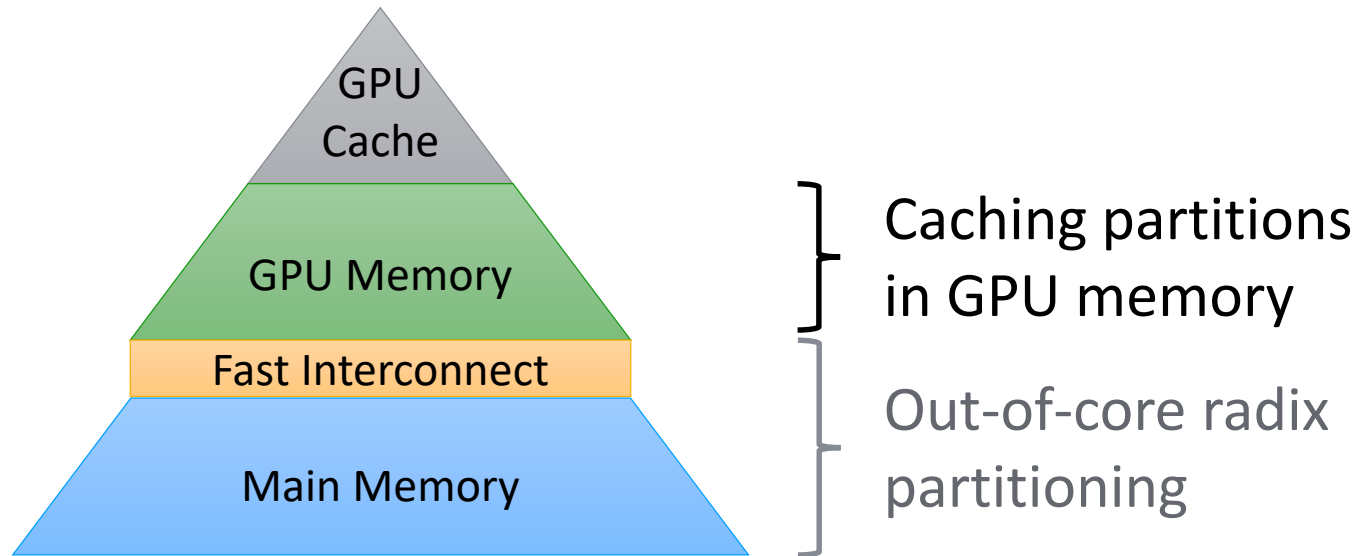 GPU
Cache
GPU Memory
Fast Interconnect
Main Memory
Caching partitions
in GPU memory
Out-of-core radix
partitioning